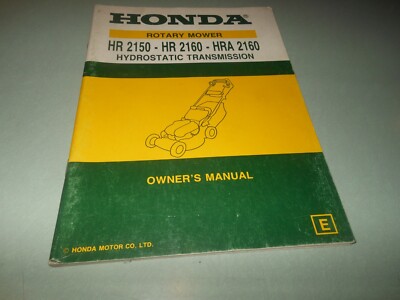 HONDA
ROTARY MOWER
HR 2150 - HR 2160 - HRA 2160
HYDROSTATIC TRANSMISSION
OWNER'S MANUAL
E
© HONDA MOTOR CO., LTD.